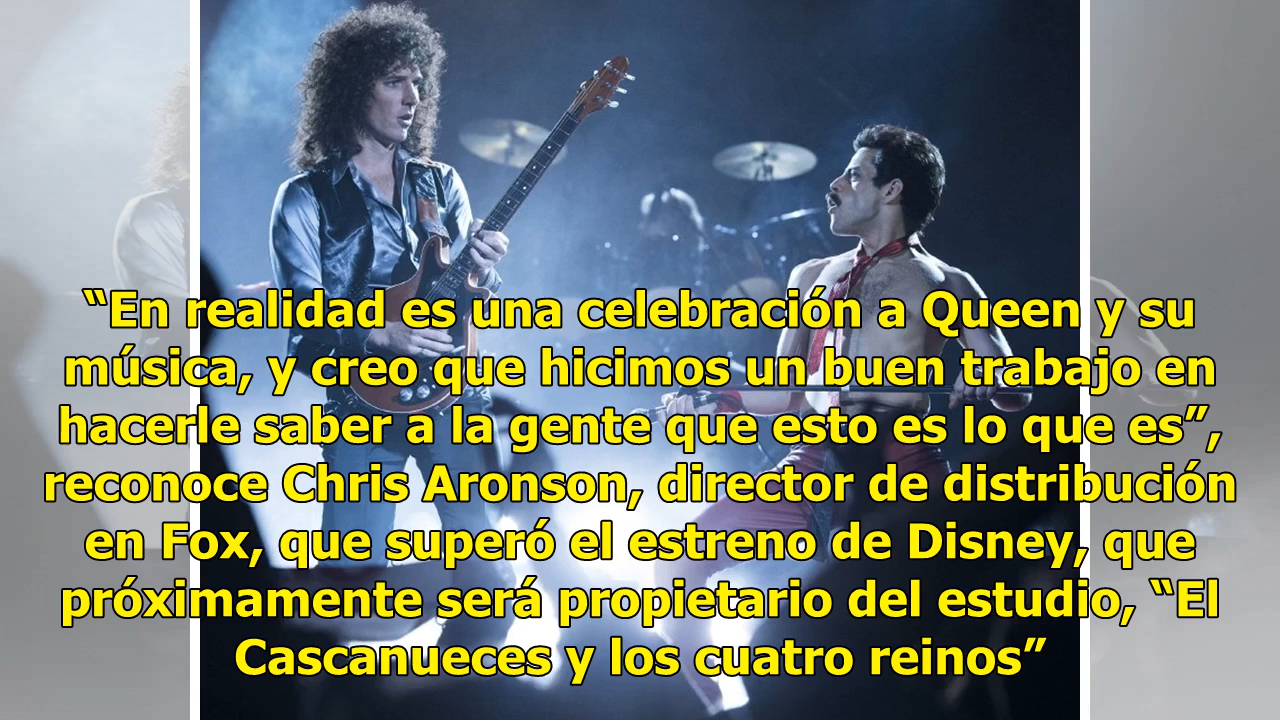 “En realidad es una celebración a Queen y su
música, y creo que hicimos un buen trabajo en
hacerle saber a la gente que esto es lo que es”,
reconoce Chris Aronson, director de distribución
en Fox, que superó el estreno de Disney, que
próximamente será propietario del estudio, “El
Cascanueces y los cuatro reinos”